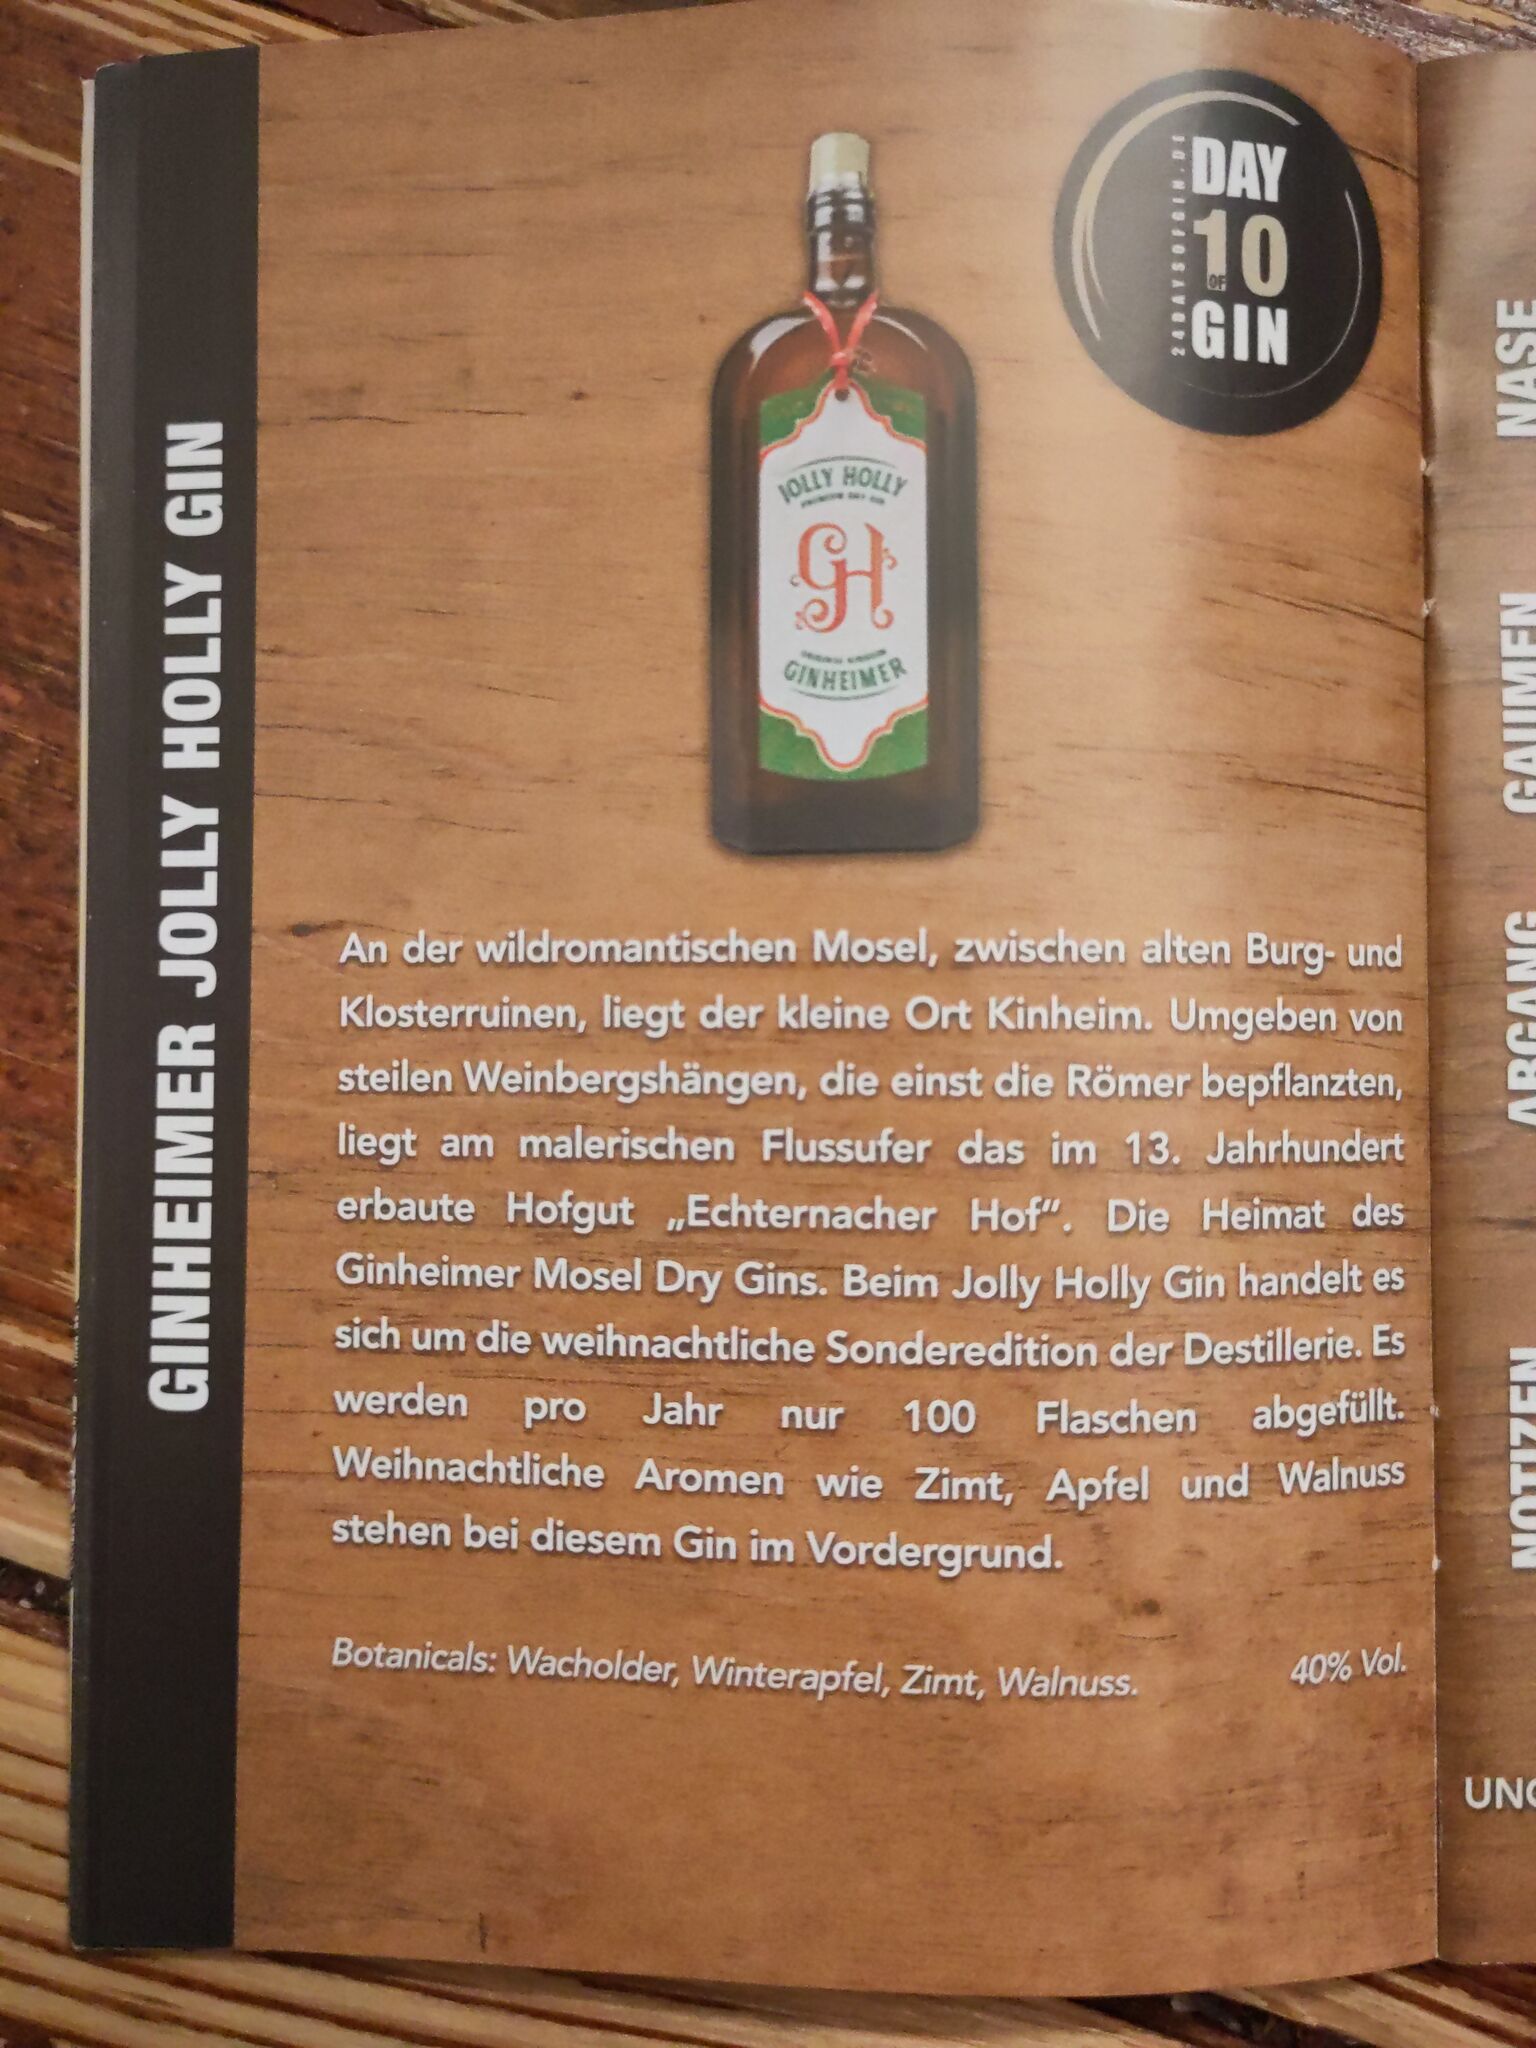 GINHEIMER JOLLY HOLLY GIN
24DAYSOFGIN.DE
DAY
10
OF
GIN
JOLLY HOLLY
PREMIUM DRY GIN
GH
GINHEIMER
An der wildromantischen Mosel, zwischen alten Burg- und
Klosterruinen, liegt der kleine Ort Kinheim. Umgeben von
steilen Weinbergshängen, die einst die Römer bepflanzten,
liegt am malerischen Flussufer das im 13. Jahrhundert
erbaute Hofgut „Echternacher Hof“. Die Heimat des
Ginheimer Mosel Dry Gins. Beim Jolly Holly Gin handelt es
sich um die weihnachtliche Sonderedition der Destillerie. Es
werden pro Jahr nur 100 Flaschen abgefüllt.
Weihnachtliche Aromen wie Zimt, Apfel und Walnuss
stehen bei diesem Gin im Vordergrund.
Botanicals: Wacholder, Winterapfel, Zimt, Walnuss. 40% Vol.
NASE
GAUMEN
ABGANG
NOTIZEN